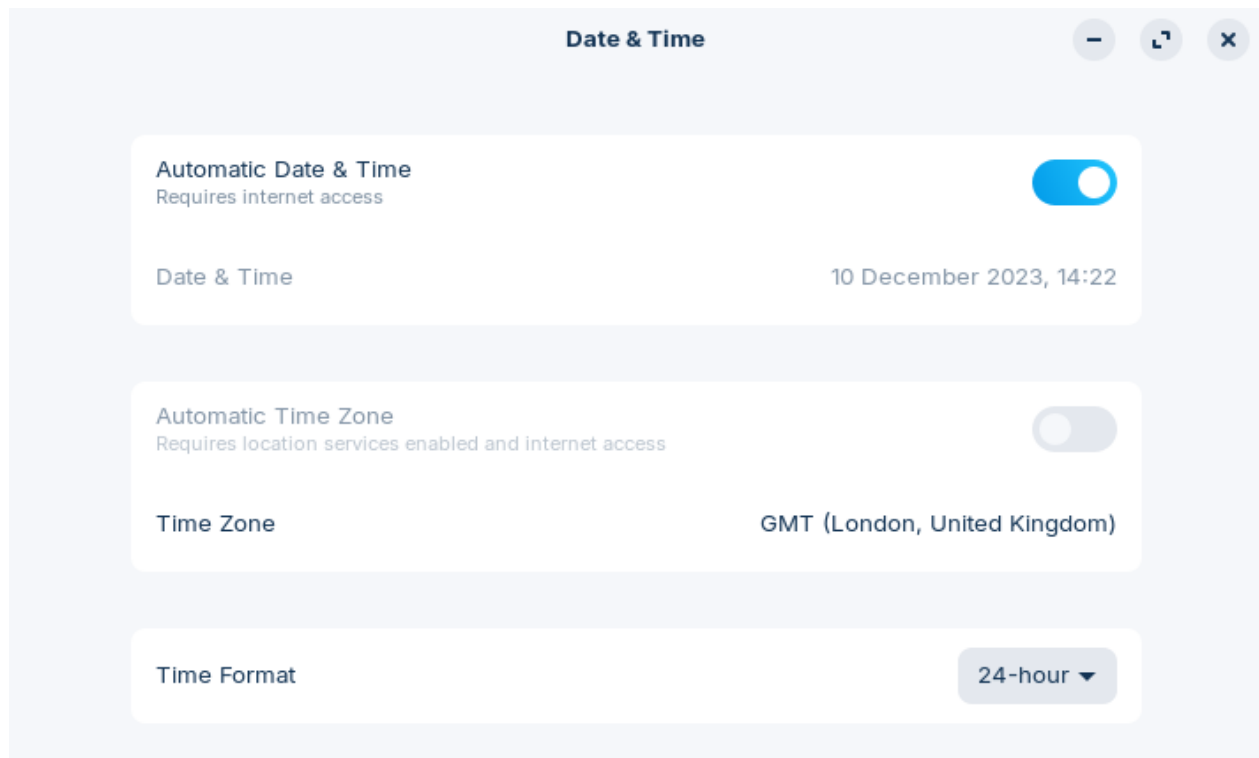 Date & Time
Automatic Date & Time
Requires internet access
Date & Time
10 December 2023, 14:22
Automatic Time Zone
Requires location services enabled and internet access
Time Zone
GMT (London, United Kingdom)
Time Format
24-hour